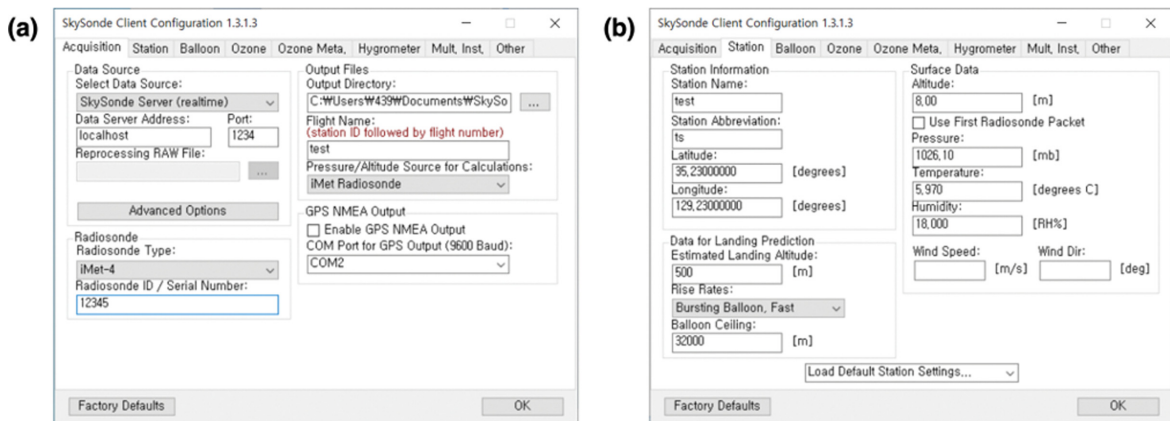 (a)
SkySonde Client Configuration 1.3.1.3
Acquisition Station Balloon Ozone Ozone Meta, Hygrometer Mult, Inst, Other
Data Source
Select Data Source:
SkySonde Server (realtime)
Data Server Address: Port:
localhost 1234
Reprocessing RAW File:
...
Advanced Options
Radiosonde
Radiosonde Type:
iMet-4
Radiosonde ID / Serial Number:
12345
Output Files
Output Directory:
C:₩Users₩439₩Documents₩SkySo ...
Flight Name:
(station ID followed by flight number)
test
Pressure/Altitude Source for Calculations:
iMet Radiosonde
GPS NMEA Output
Enable GPS NMEA Output
COM Port for GPS Output (9600 Baud):
COM2
Factory Defaults OK
(b)
SkySonde Client Configuration 1.3.1.3
Acquisition Station Balloon Ozone Ozone Meta, Hygrometer Mult, Inst, Other
Station Information
Station Name:
test
Station Abbreviation:
ts
Latitude:
35,23000000 [degrees]
Longitude:
129,23000000 [degrees]
Data for Landing Prediction
Estimated Landing Altitude:
500 [m]
Rise Rates:
Bursting Balloon, Fast
Balloon Ceiling:
32000 [m]
Surface Data
Altitude:
8,00 [m]
Use First Radiosonde Packet
Pressure:
1026,10 [mb]
Temperature:
5,970 [degrees C]
Humidity:
18,000 [RH%]
Wind Speed: Wind Dir:
[m/s] [deg]
Load Default Station Settings...
Factory Defaults OK